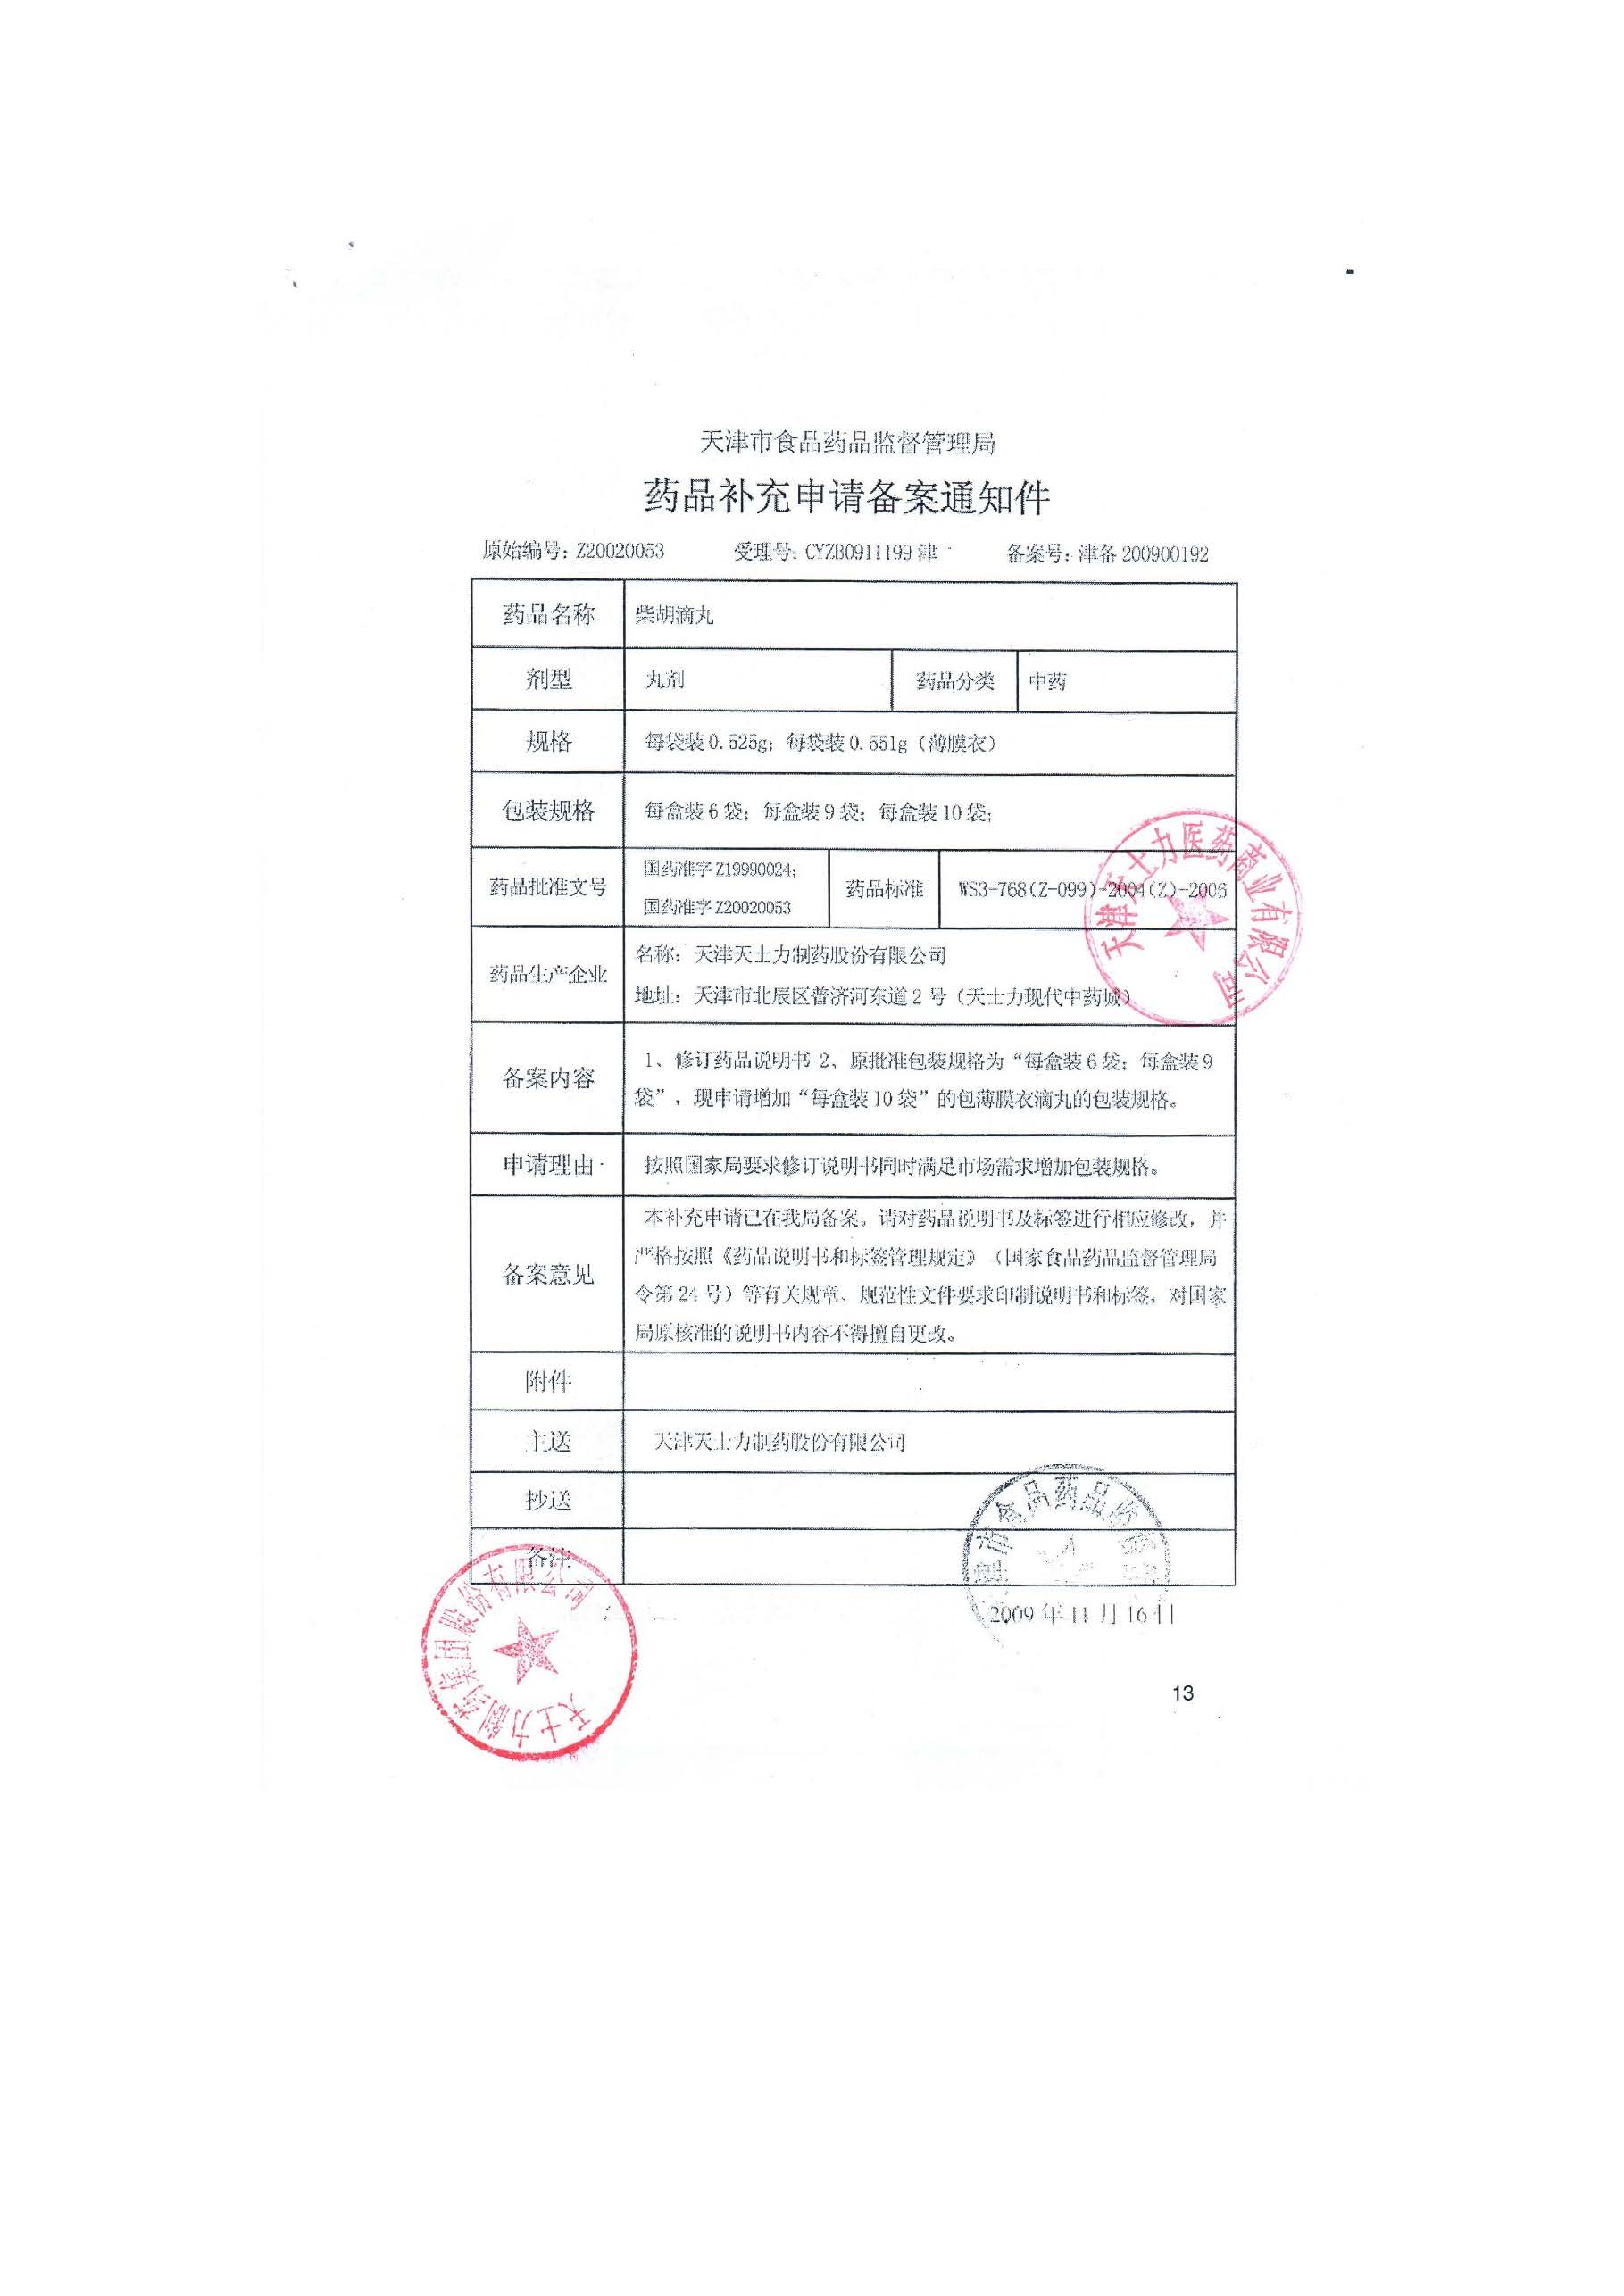 天津市食品药品监督管理局
药品补充申请备案通知件
原始编号：Z20020053 受理号：CYZB0911199 津 备案号：津备 200900192
药品名称 柴胡滴丸
剂型 丸剂 药品分类 中药
规格 每袋装 0.525g；每袋装 0.551g（薄膜衣）
包装规格 每盒装 6 袋；每盒装 9 袋；每盒装 10 袋；
药品批准文号 国药准字 Z19990024；
国药准字 Z20020053
药品标准 WS3-768(Z-099)-2004(Z)-2006
药品生产企业 名称：天津天士力制药股份有限公司
地址：天津市北辰区普济河东道 2 号（天士力现代中药城）
备案内容 1、修订药品说明书 2、原批准包装规格为“每盒装 6 袋；每盒装 9
袋”，现申请增加“每盒装 10 袋”的包薄膜衣滴丸的包装规格。
申请理由 按照国家局要求修订说明书同时满足市场需求增加包装规格。
备案意见 本补充申请已在我局备案。请对药品说明书及标签进行相应修改，并
严格按照《药品说明书和标签管理规定》（国家食品药品监督管理局
令第 24 号）等有关规章、规范性文件要求印制说明书和标签，对国家
局原核准的说明书内容不得擅自更改。
附件
主送 天津天士力制药股份有限公司
抄送
备注
2009 年 11 月 16 日
13
天津天士力医药商业有限公司
天士力制药集团股份有限公司
市食品药品监